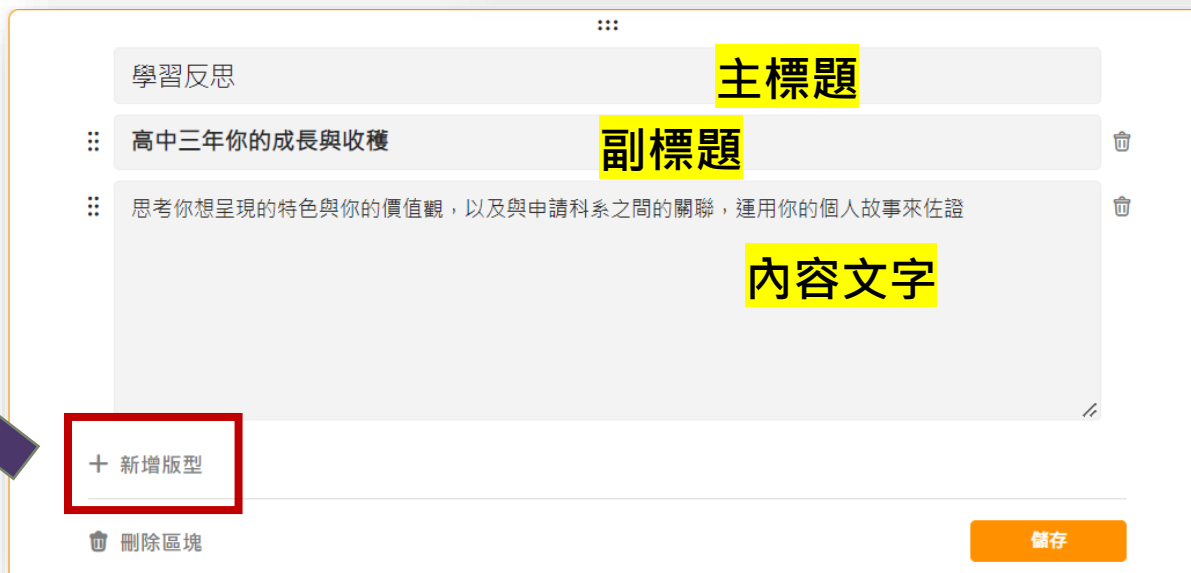 學習反思
主標題
高中三年你的成長與收穫
副標題
思考你想呈現的特色與你的價值觀，以及與申請科系之間的關聯，運用你的個人故事來佐證
內容文字
新增版型
刪除區塊
儲存